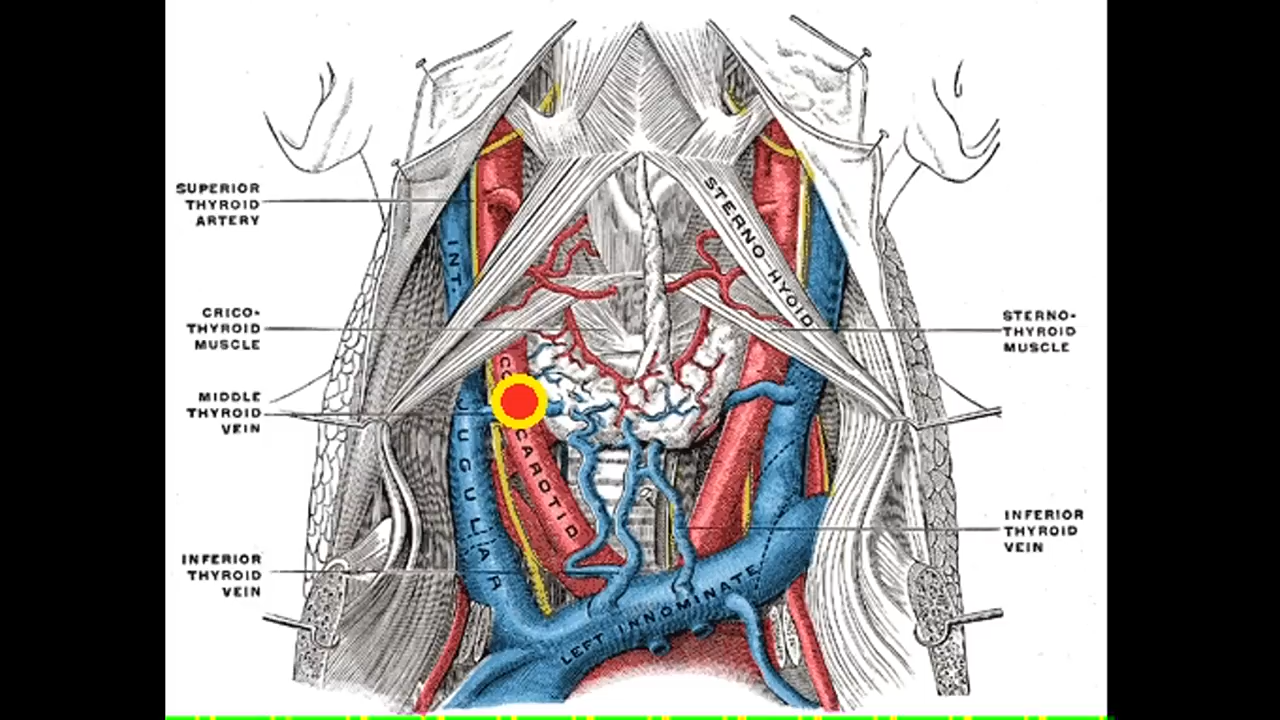 SUPERIOR
THYROID
ARTERY
CRICO-
THYROID
MUSCLE
MIDDLE
THYROID
VEIN
INFERIOR
THYROID
VEIN
INT.
JUGULAR
CAROTID
STERNO HYOID
LEFT INNOMINATE
STERNO-
THYROID
MUSCLE
INFERIOR
THYROID
VEIN